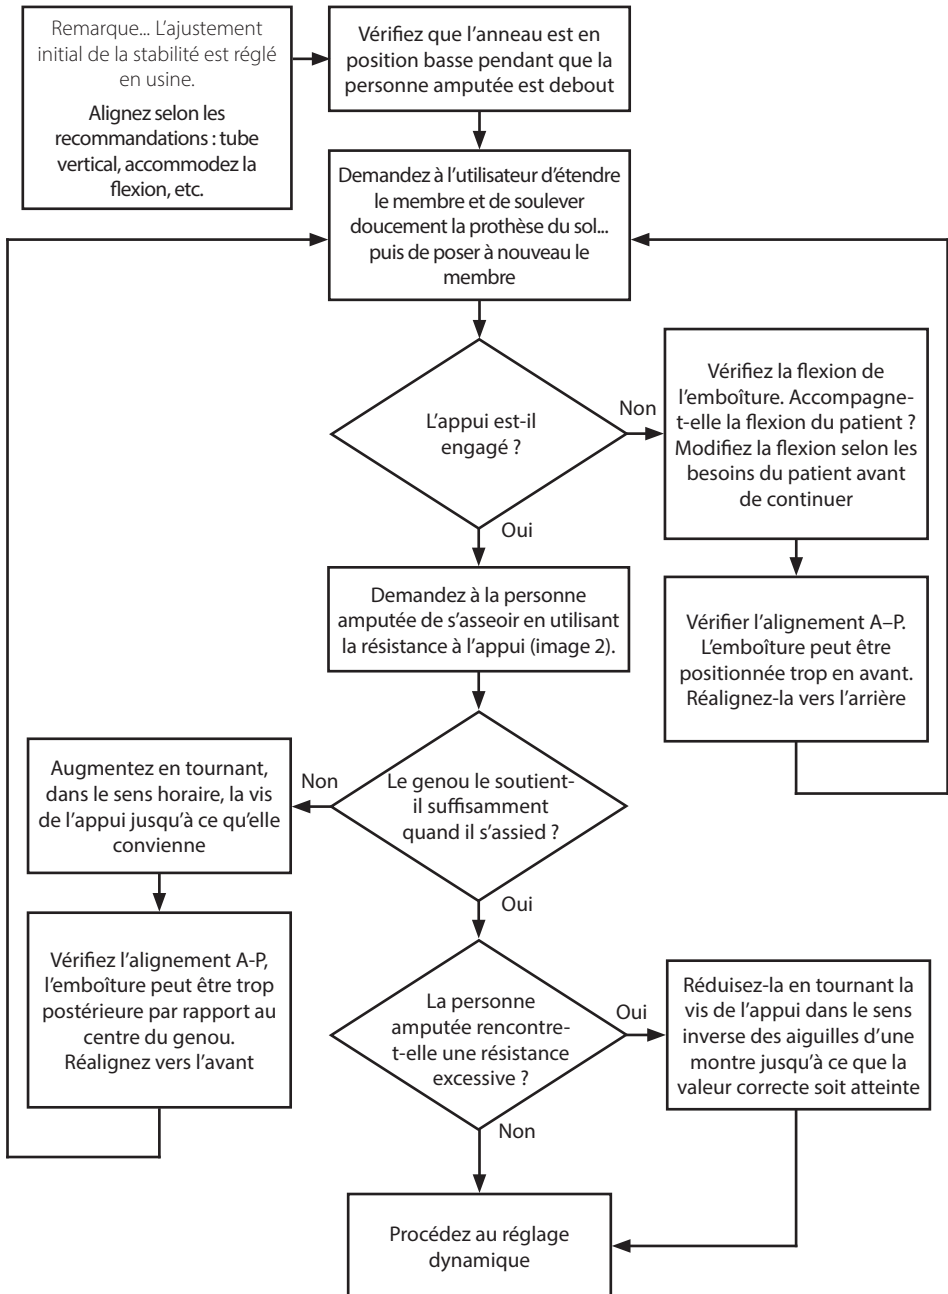 Remarque... L'ajustement
initial de la stabilité est réglé
en usine.
Alignez selon les
recommandations : tube
vertical, accommodez la
flexion, etc.
Vérifiez que l'anneau est en
position basse pendant que la
personne amputée est debout
Demandez à l'utilisateur d'étendre
le membre et de soulever
doucement la prothèse du sol...
puis de poser à nouveau le
membre
L'appui est-il
engagé ?
Non
Vérifiez la flexion de
l'emboîture. Accompagne-
t-elle la flexion du patient ?
Modifiez la flexion selon les
besoins du patient avant
de continuer
Oui
Demandez à la personne
amputée de s'asseoir en utilisant
la résistance à l'appui (image 2).
Vérifier l'alignement A–P.
L'emboîture peut être
positionnée trop en avant.
Réalignez-la vers l'arrière
Le genou le soutient-
il suffisamment
quand il s'assied ?
Non
Augmentez en tournant,
dans le sens horaire, la vis
de l'appui jusqu'à ce qu'elle
convienne
Vérifiez l'alignement A-P,
l'emboîture peut être trop
postérieure par rapport au
centre du genou.
Réalignez vers l'avant
Oui
La personne
amputée rencontre-
t-elle une résistance
excessive ?
Oui
Réduisez-la en tournant la
vis de l'appui dans le sens
inverse des aiguilles d'une
montre jusqu'à ce que la
valeur correcte soit atteinte
Non
Procédez au réglage
dynamique